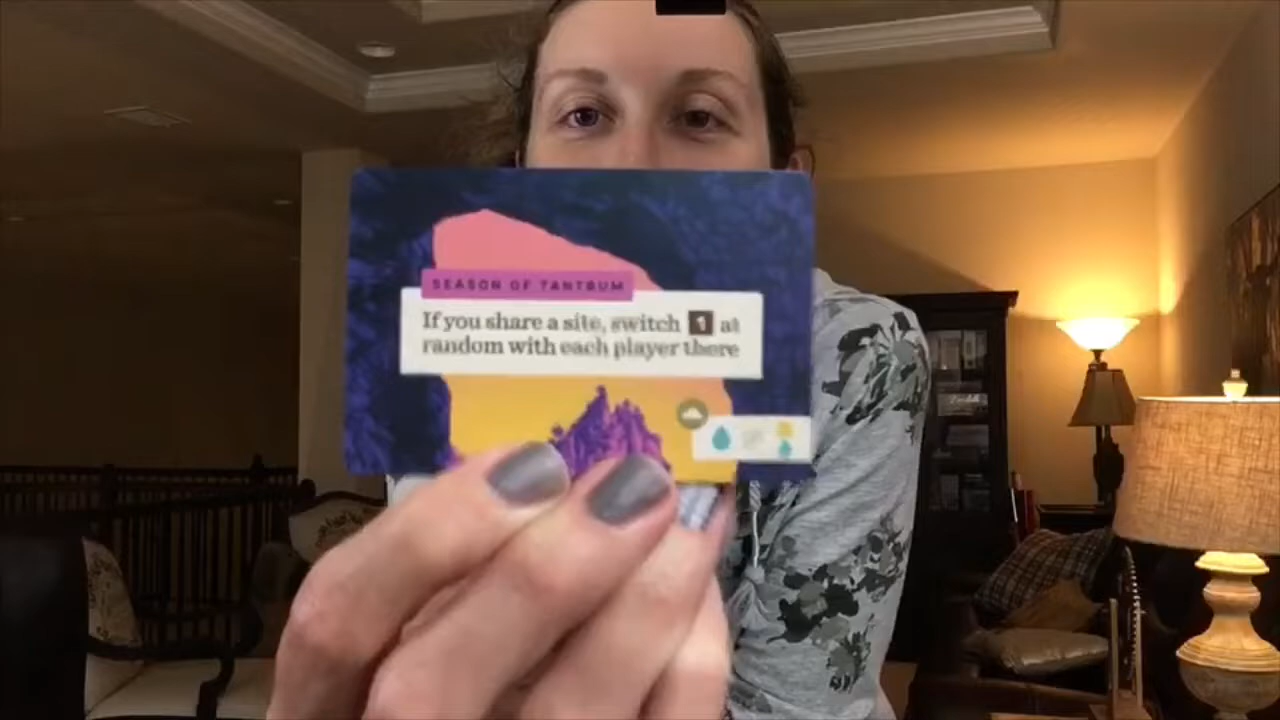 SEASON OF TANTRUM
If you share a site, switch 1 at
random with each player there